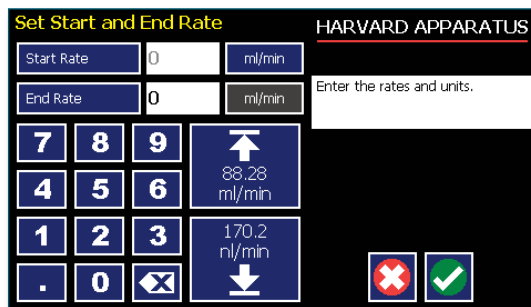 Set Start and End Rate
HARVARD APPARATUS
Start Rate 0 ml/min
End Rate 0 ml/min
Enter the rates and units.
7 8 9
88.28
ml/min
4 5 6
1 2 3
170.2
nl/min
. 0